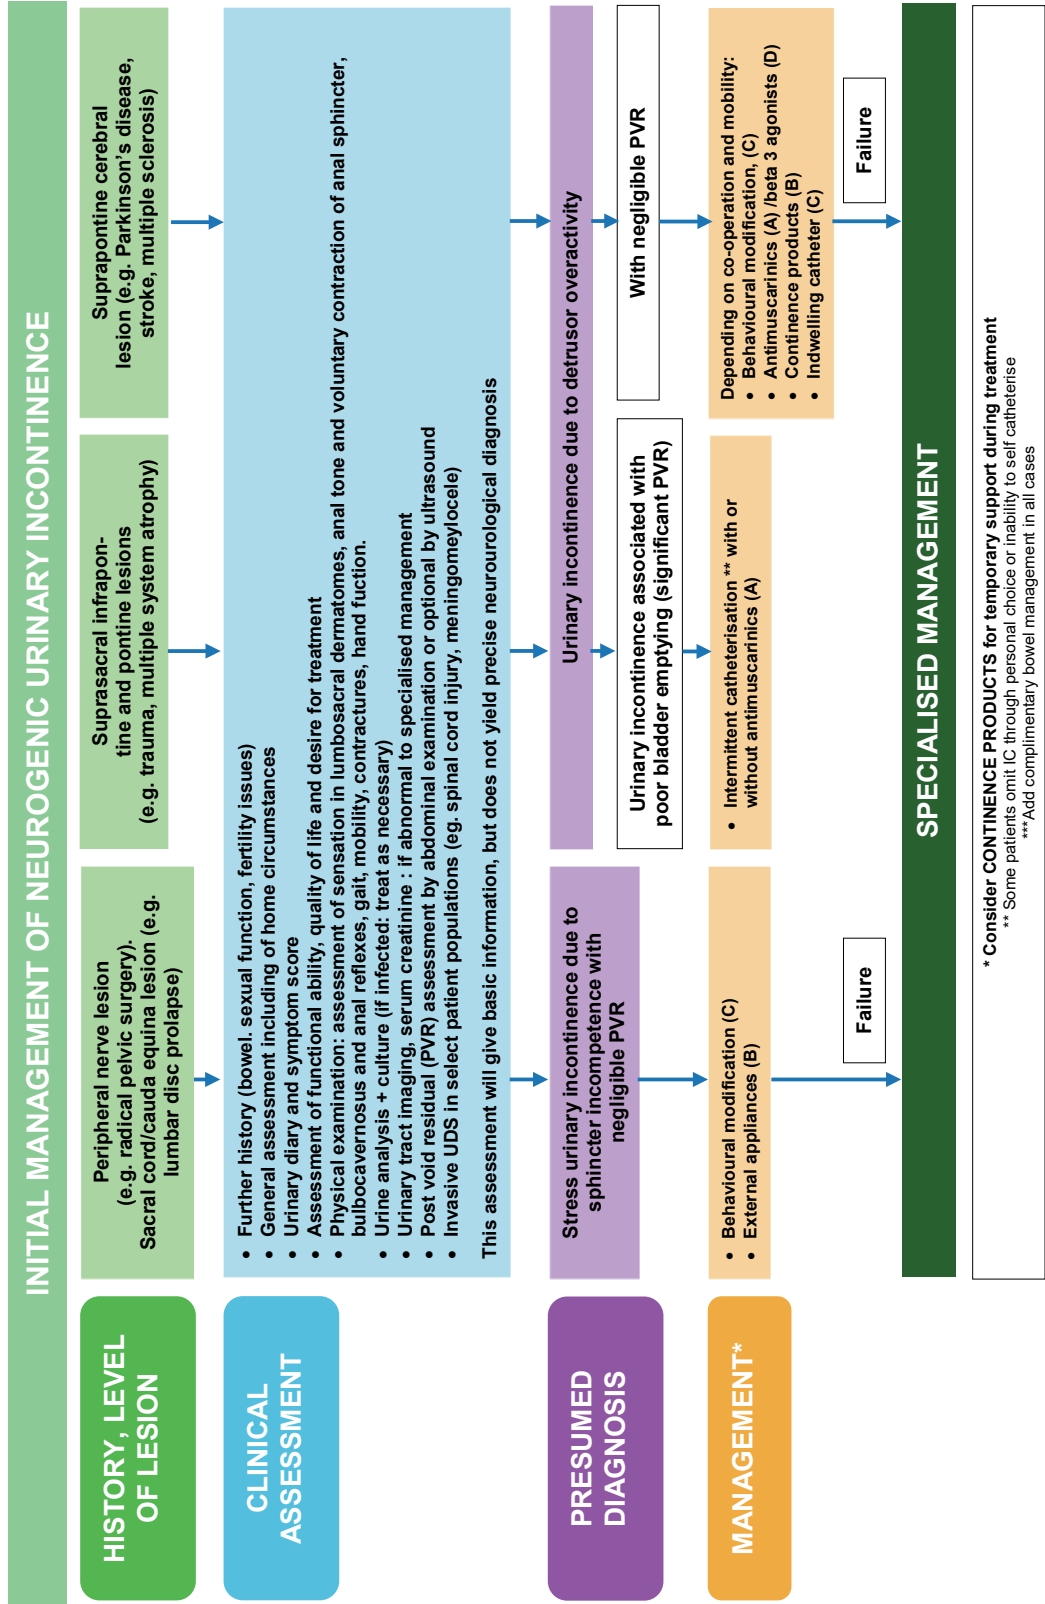 INITIAL MANAGEMENT OF NEUROGENIC URINARY INCONTINENCE
HISTORY, LEVEL
OF LESION
Peripheral nerve lesion
(e.g. radical pelvic surgery).
Sacral cord/cauda equina lesion (e.g.
lumbar disc prolapse)
Suprasacral infrapon-
tine and pontine lesions
(e.g. trauma, multiple system atrophy)
Suprapontine cerebral
lesion (e.g. Parkinson's disease,
stroke, multiple sclerosis)
CLINICAL
ASSESSMENT
• Further history (bowel. sexual function, fertility issues)
• General assessment including of home circumstances
• Urinary diary and symptom score
• Assessment of functional ability, quality of life and desire for treatment
• Physical examination: assessment of sensation in lumbosacral dermatomes, anal tone and voluntary contraction of anal sphincter,
bulbocavernosus and anal reflexes, gait, mobility, contractures, hand fuction.
• Urine analysis + culture (if infected: treat as necessary)
• Urinary tract imaging, serum creatinine : if abnormal to specialised management
• Post void residual (PVR) assessment by abdominal examination or optional by ultrasound
• Invasive UDS in select patient populations (eg. spinal cord injury, meningomeylocele)
This assessment will give basic information, but does not yield precise neurourological diagnosis
PRESUMED
DIAGNOSIS
Stress urinary incontinence due to
sphincter incompetence with
negligible PVR
Urinary incontinence due to detrusor overactivity
Urinary incontinence associated with
poor bladder emptying (significant PVR)
With negligible PVR
MANAGEMENT*
• Behavioural modification (C)
• External appliances (B)
• Intermittent catheterisation ** with or
without antimuscarinics (A)
Depending on co-operation and mobility:
• Behavioural modification, (C)
• Antimuscarinics (A) /beta 3 agonists (D)
• Continence products (B)
• Indwelling catheter (C)
Failure
Failure
SPECIALISED MANAGEMENT
* Consider CONTINENCE PRODUCTS for temporary support during treatment
** Some patients omit IC through personal choice or inability to self catheterise
***Add complimentary bowel management in all cases